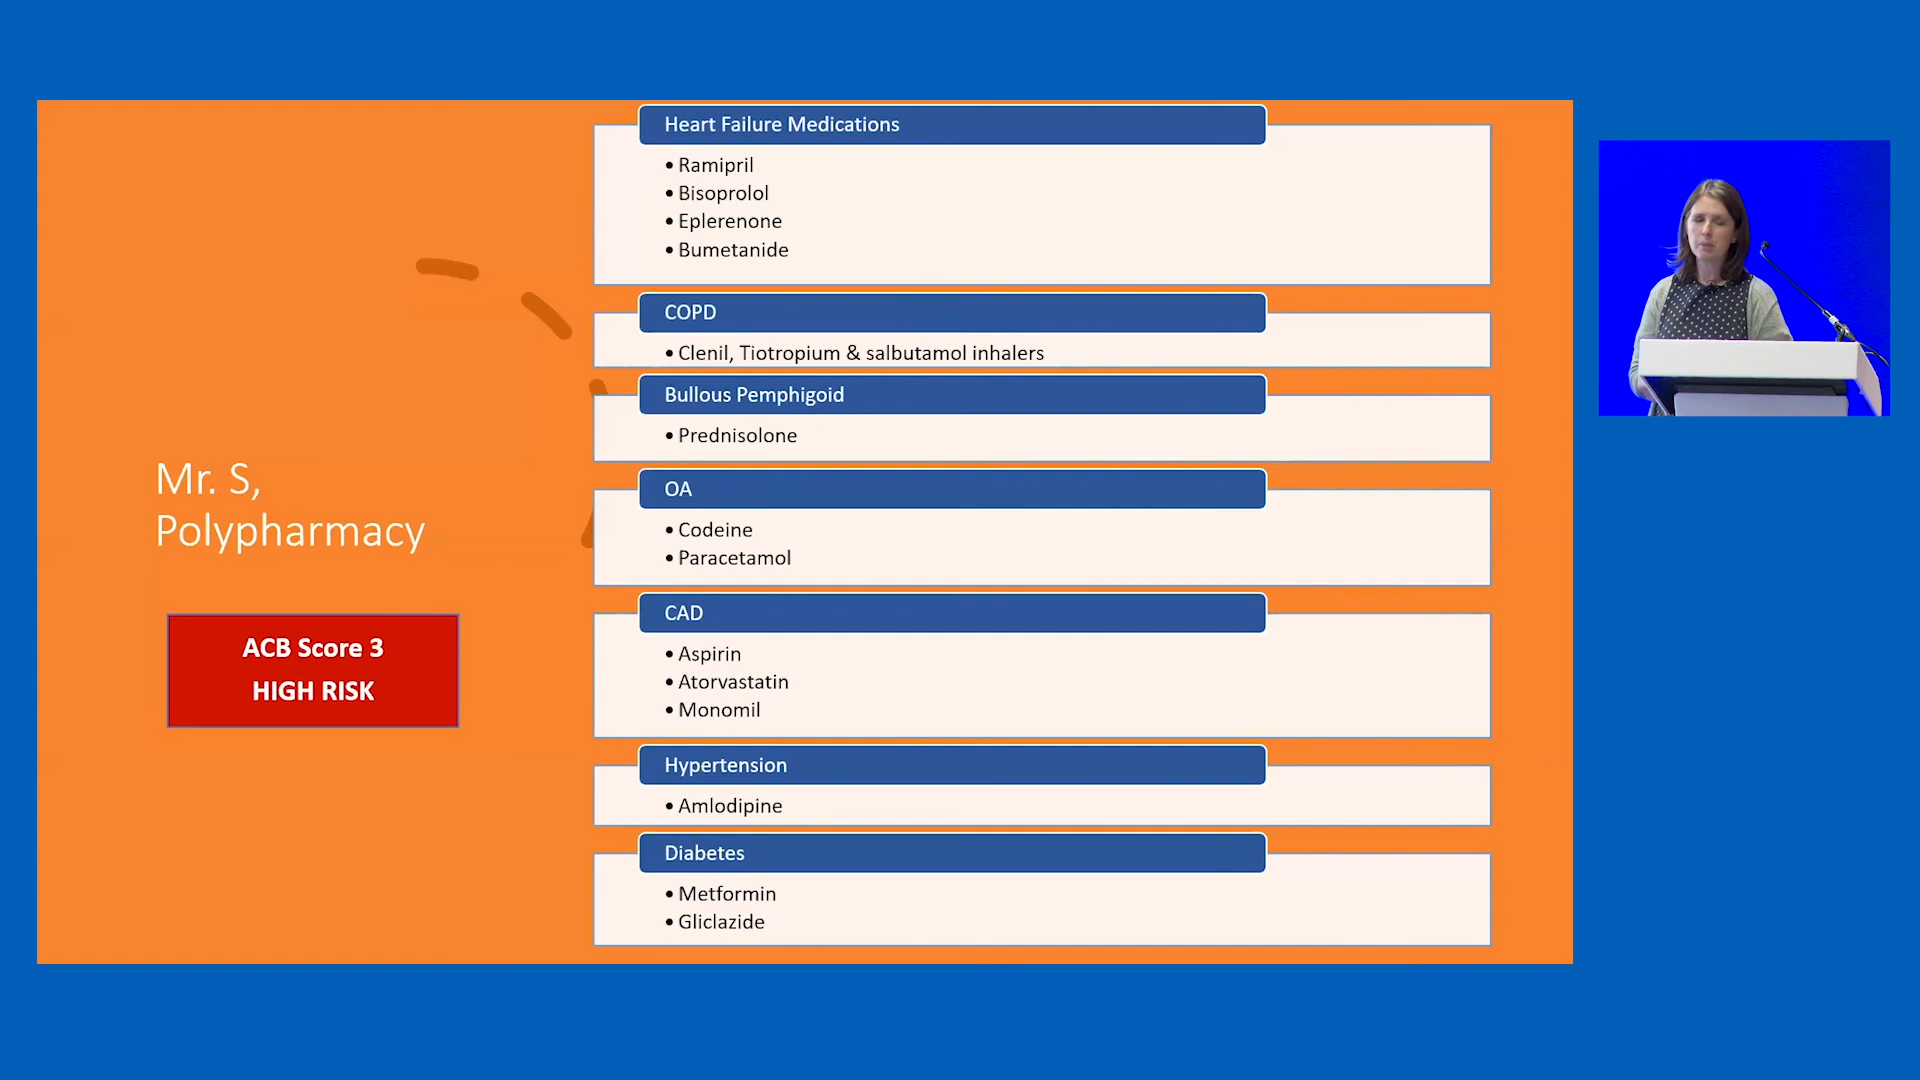 Mr. S,
Polypharmacy
ACB Score 3
HIGH RISK
Heart Failure Medications
• Ramipril
• Bisoprolol
• Eplerenone
• Bumetanide
COPD
• Clenil, Tiotropium & salbutamol inhalers
Bullous Pemphigoid
• Prednisolone
OA
• Codeine
• Paracetamol
CAD
• Aspirin
• Atorvastatin
• Monomil
Hypertension
• Amlodipine
Diabetes
• Metformin
• Gliclazide